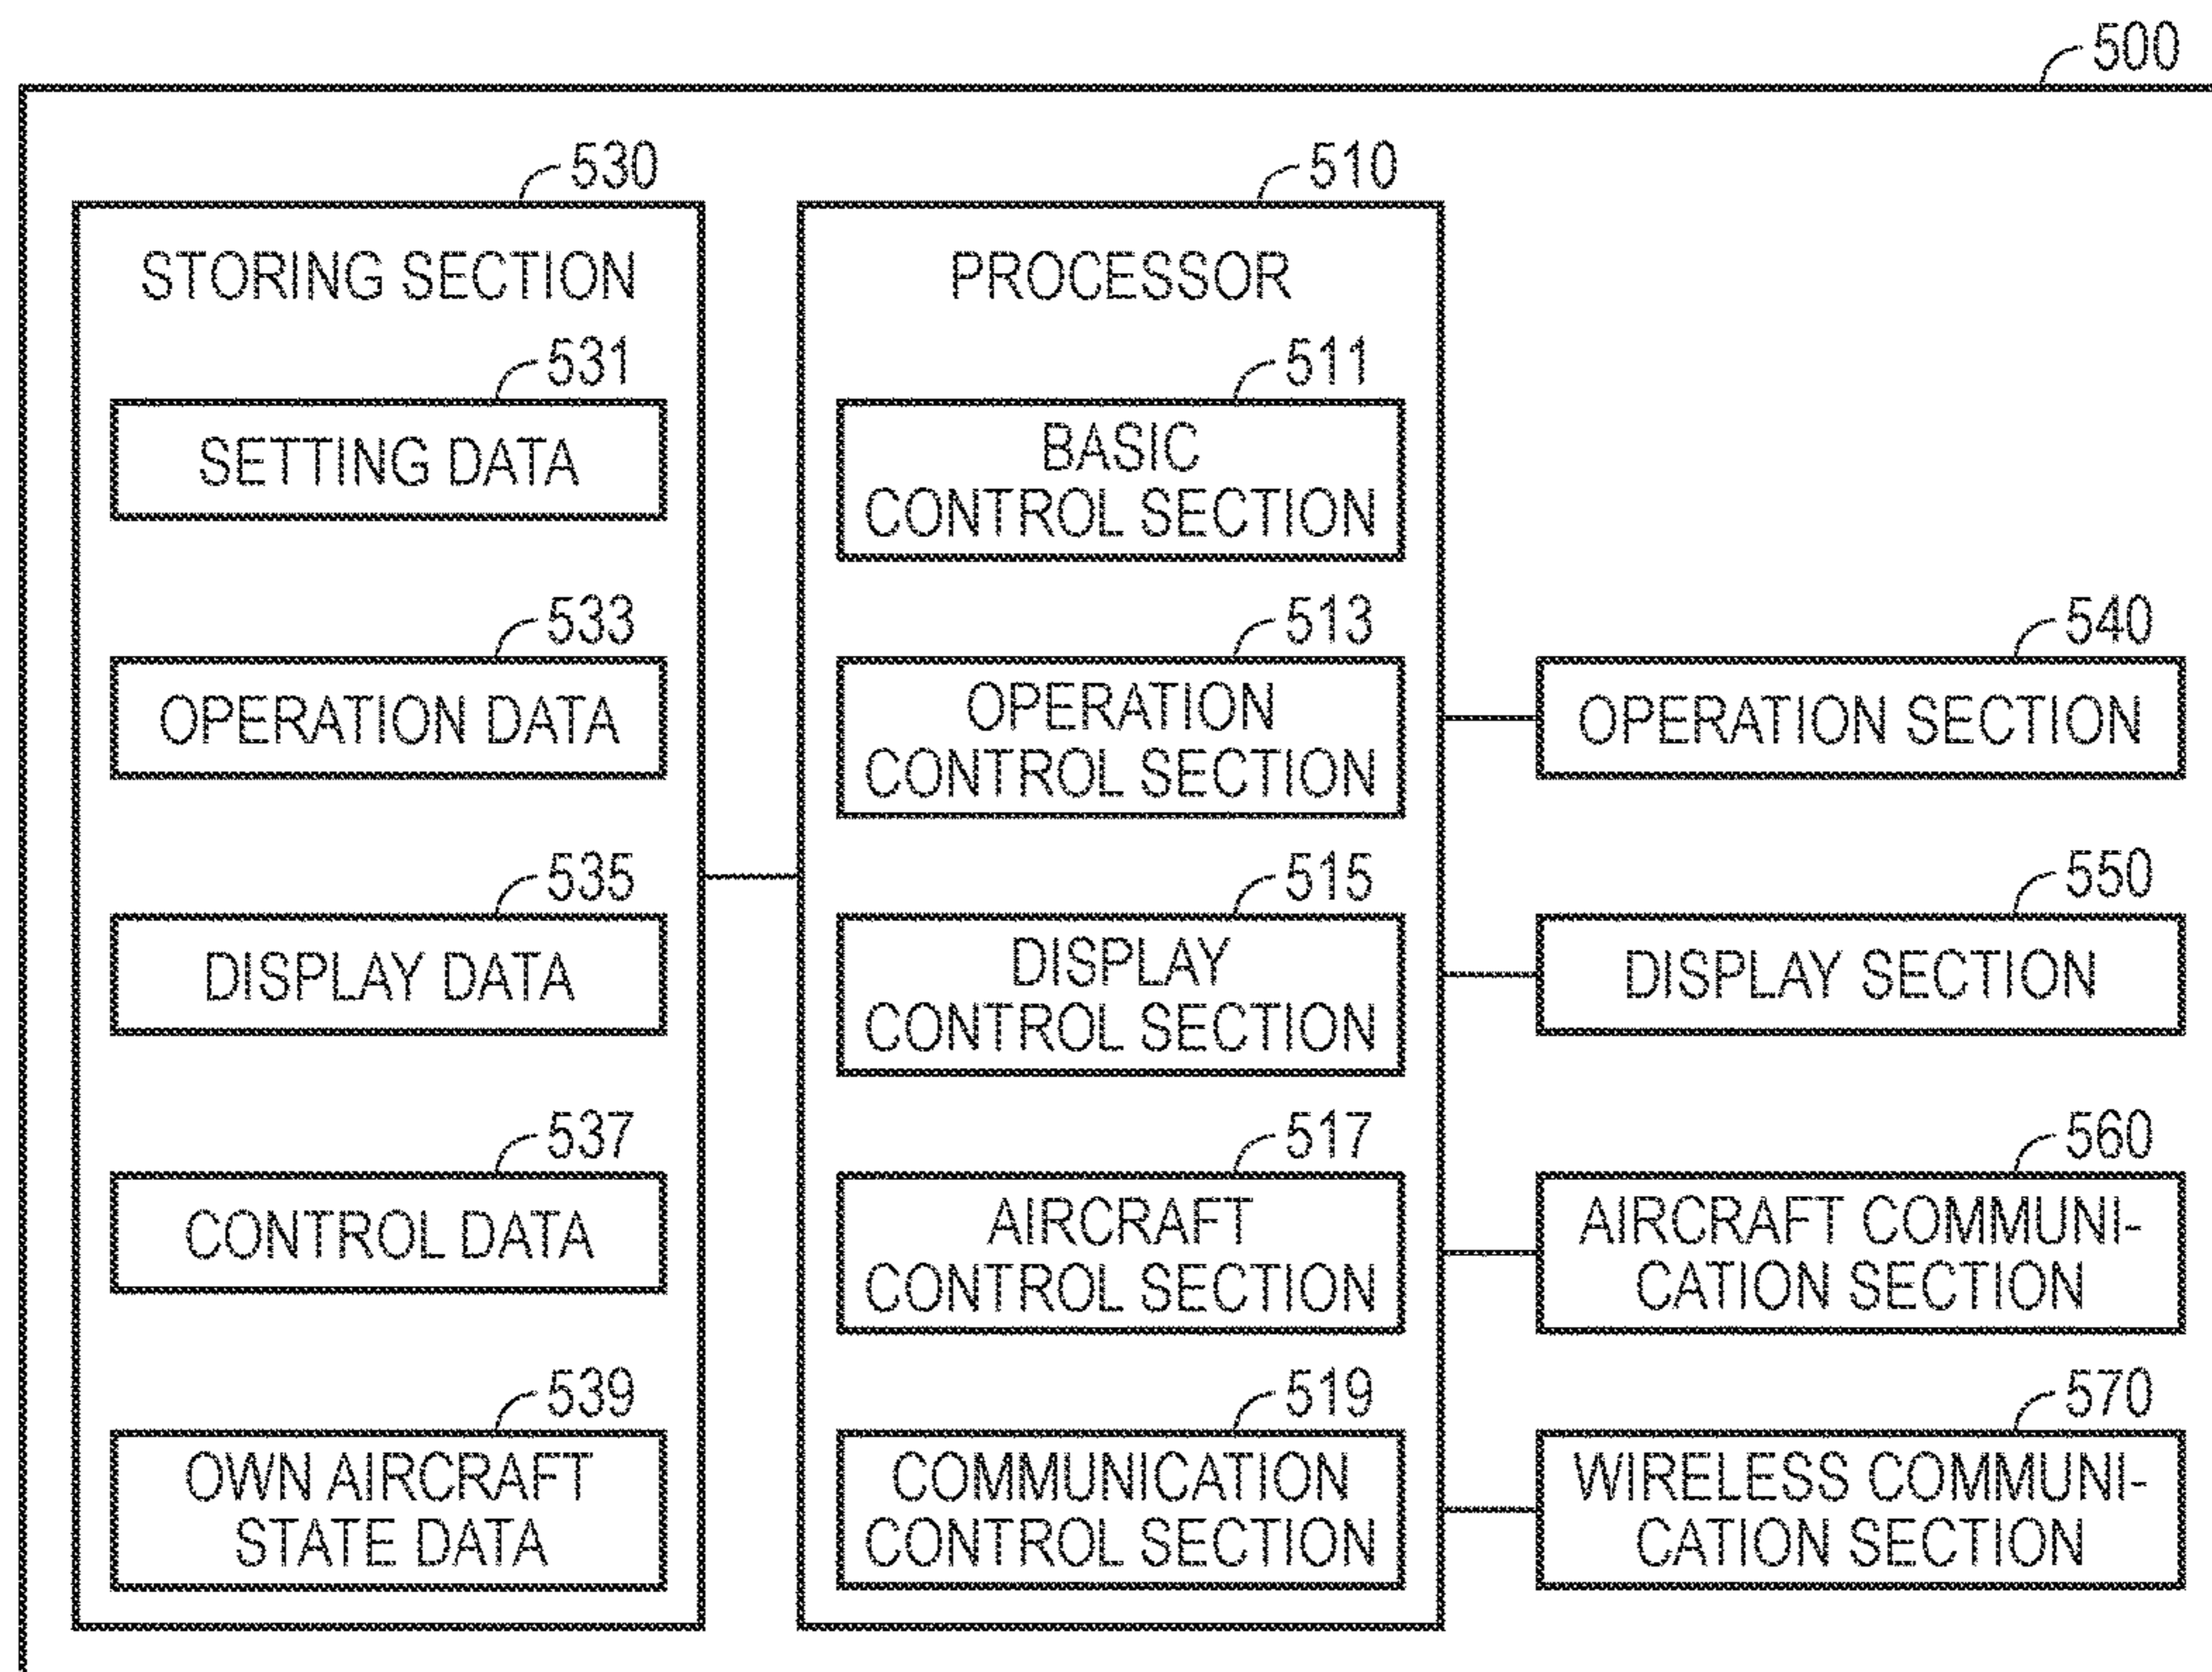 500
530
STORING SECTION
531
SETTING DATA
533
OPERATION DATA
535
DISPLAY DATA
537
CONTROL DATA
539
OWN AIRCRAFT
STATE DATA
510
PROCESSOR
511
BASIC
CONTROL SECTION
513
OPERATION
CONTROL SECTION
515
DISPLAY
CONTROL SECTION
517
AIRCRAFT
CONTROL SECTION
519
COMMUNICATION
CONTROL SECTION
540
OPERATION SECTION
550
DISPLAY SECTION
560
AIRCRAFT COMMUNI-
CATION SECTION
570
WIRELESS COMMUNI-
CATION SECTION